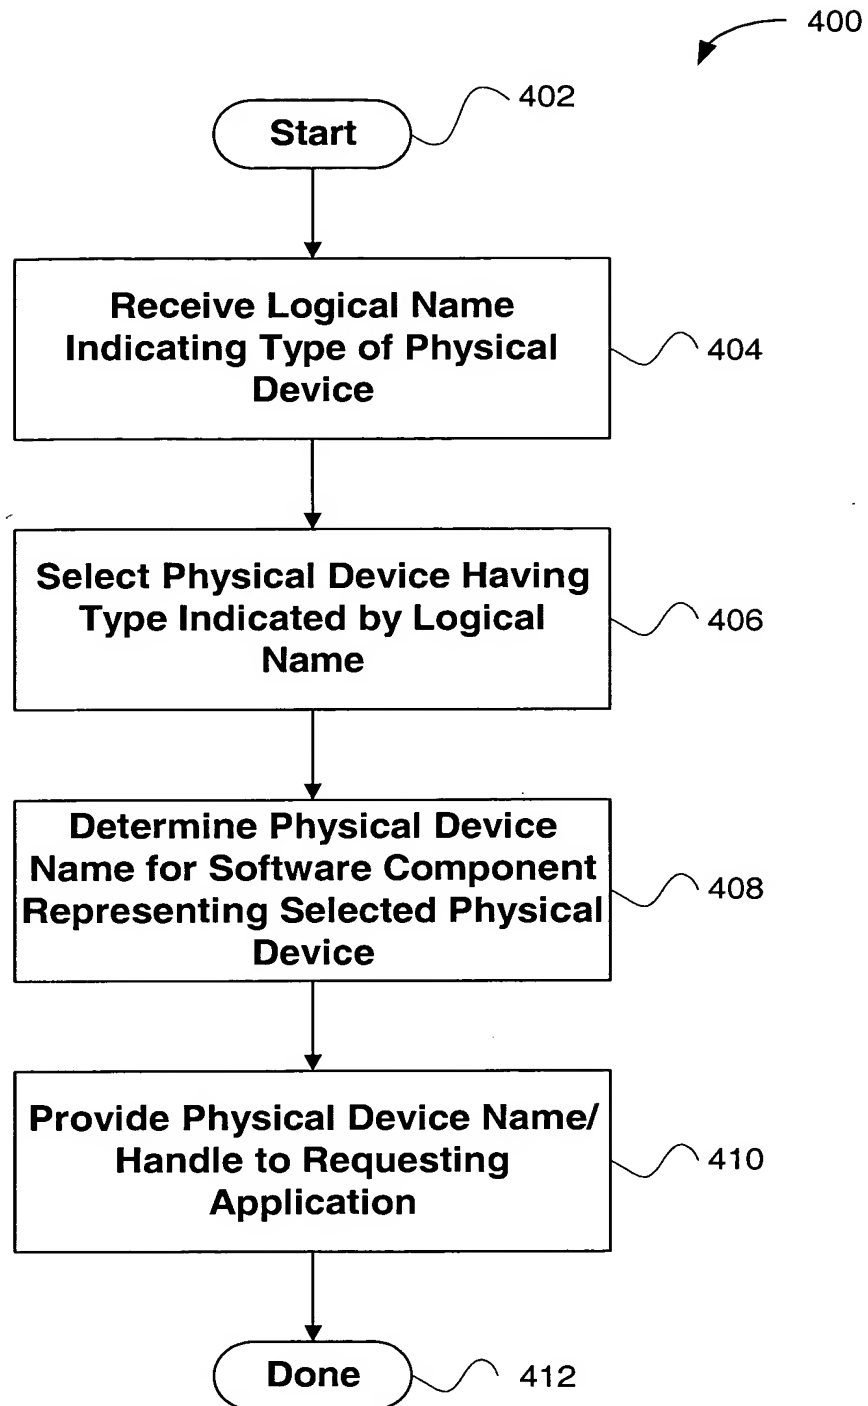 400
402
Start
Receive Logical Name
Indicating Type of Physical
Device
404
Select Physical Device Having
Type Indicated by Logical
Name
406
Determine Physical Device
Name for Software Component
Representing Selected Physical
Device
408
Provide Physical Device Name/
Handle to Requesting
Application
410
Done
412